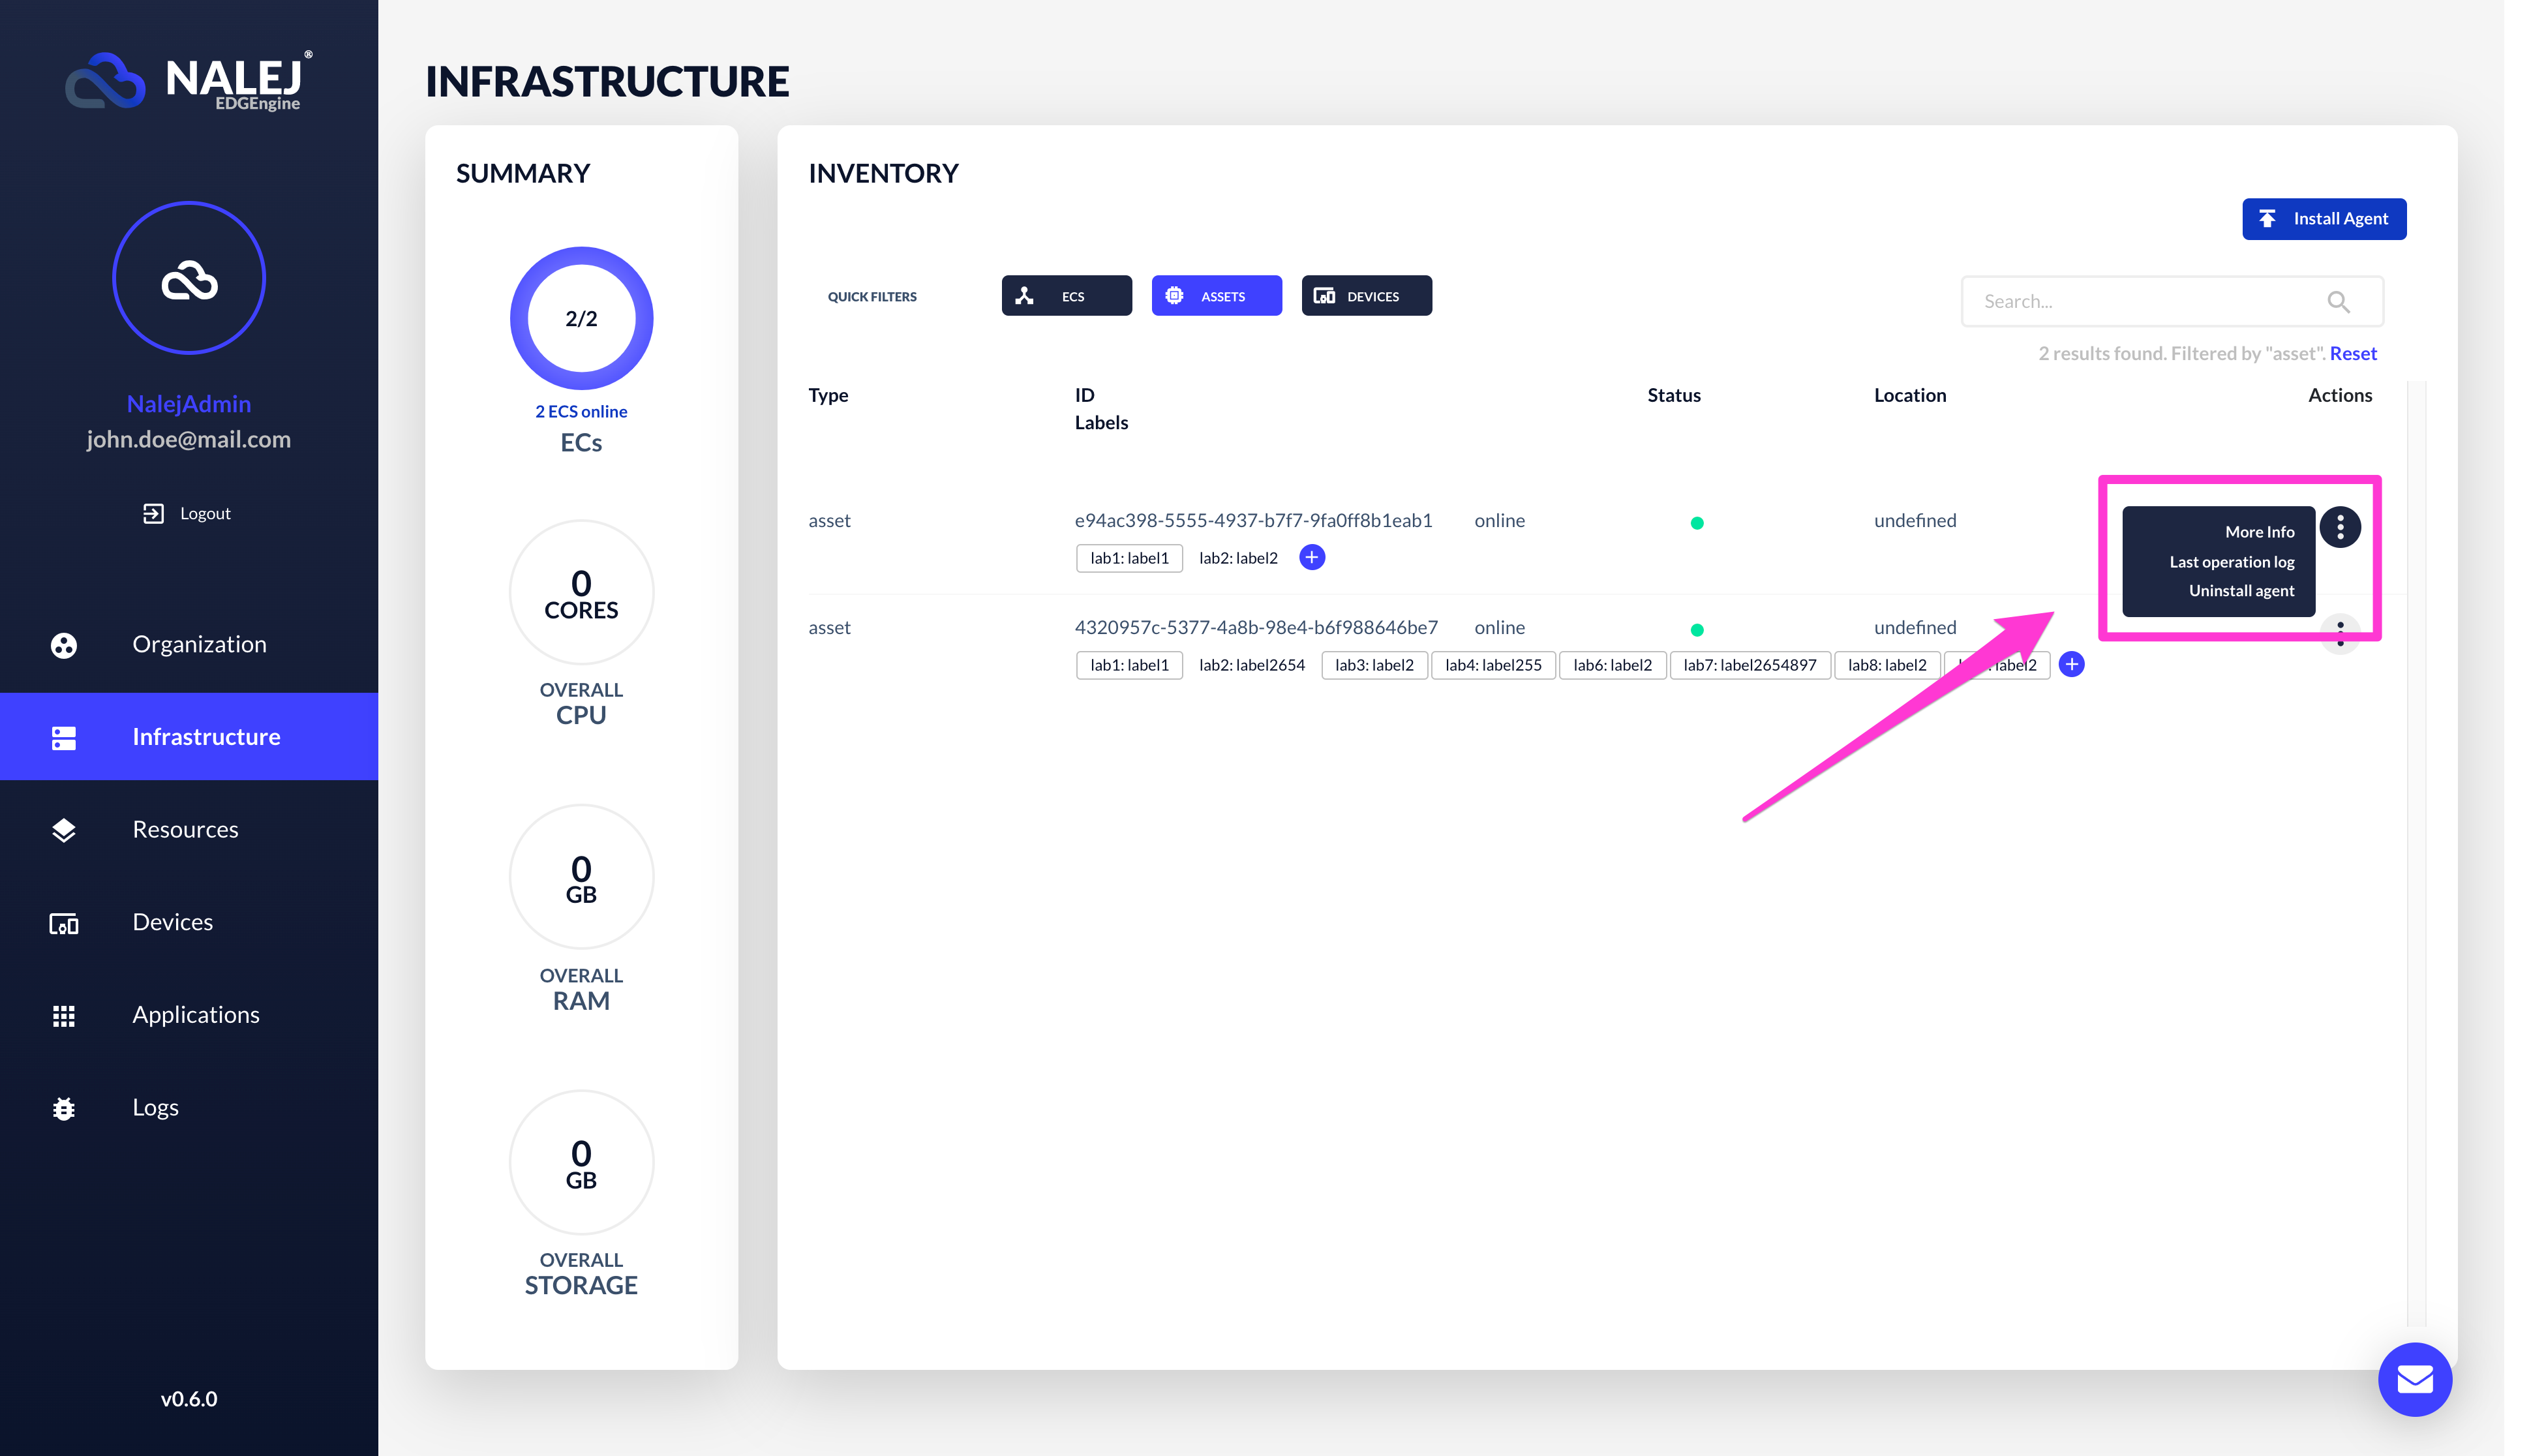 NALEJ®
EDGEngine
NalejAdmin
john.doe@mail.com
Logout
Organization
Infrastructure
Resources
Devices
Applications
Logs
v0.6.0
INFRASTRUCTURE
SUMMARY
2/2
2 ECS online
ECs
0
CORES
OVERALL
CPU
0
GB
OVERALL
RAM
0
GB
OVERALL
STORAGE
INVENTORY
Install Agent
QUICK FILTERS ECS ASSETS DEVICES
Search...
2 results found. Filtered by "asset". Reset
Type ID Status Location Actions
Labels
asset e94ac398-5555-4937-b7f7-9fa0ff8b1eab1 online undefined
lab1: label1 lab2: label2
More Info
Last operation log
Uninstall agent
asset 4320957c-5377-4a8b-98e4-b6f988646be7 online undefined
lab1: label1 lab2: label2654 lab3: label2 lab4: label255 lab6: label2 lab7: label2654897 lab8: label2 label2